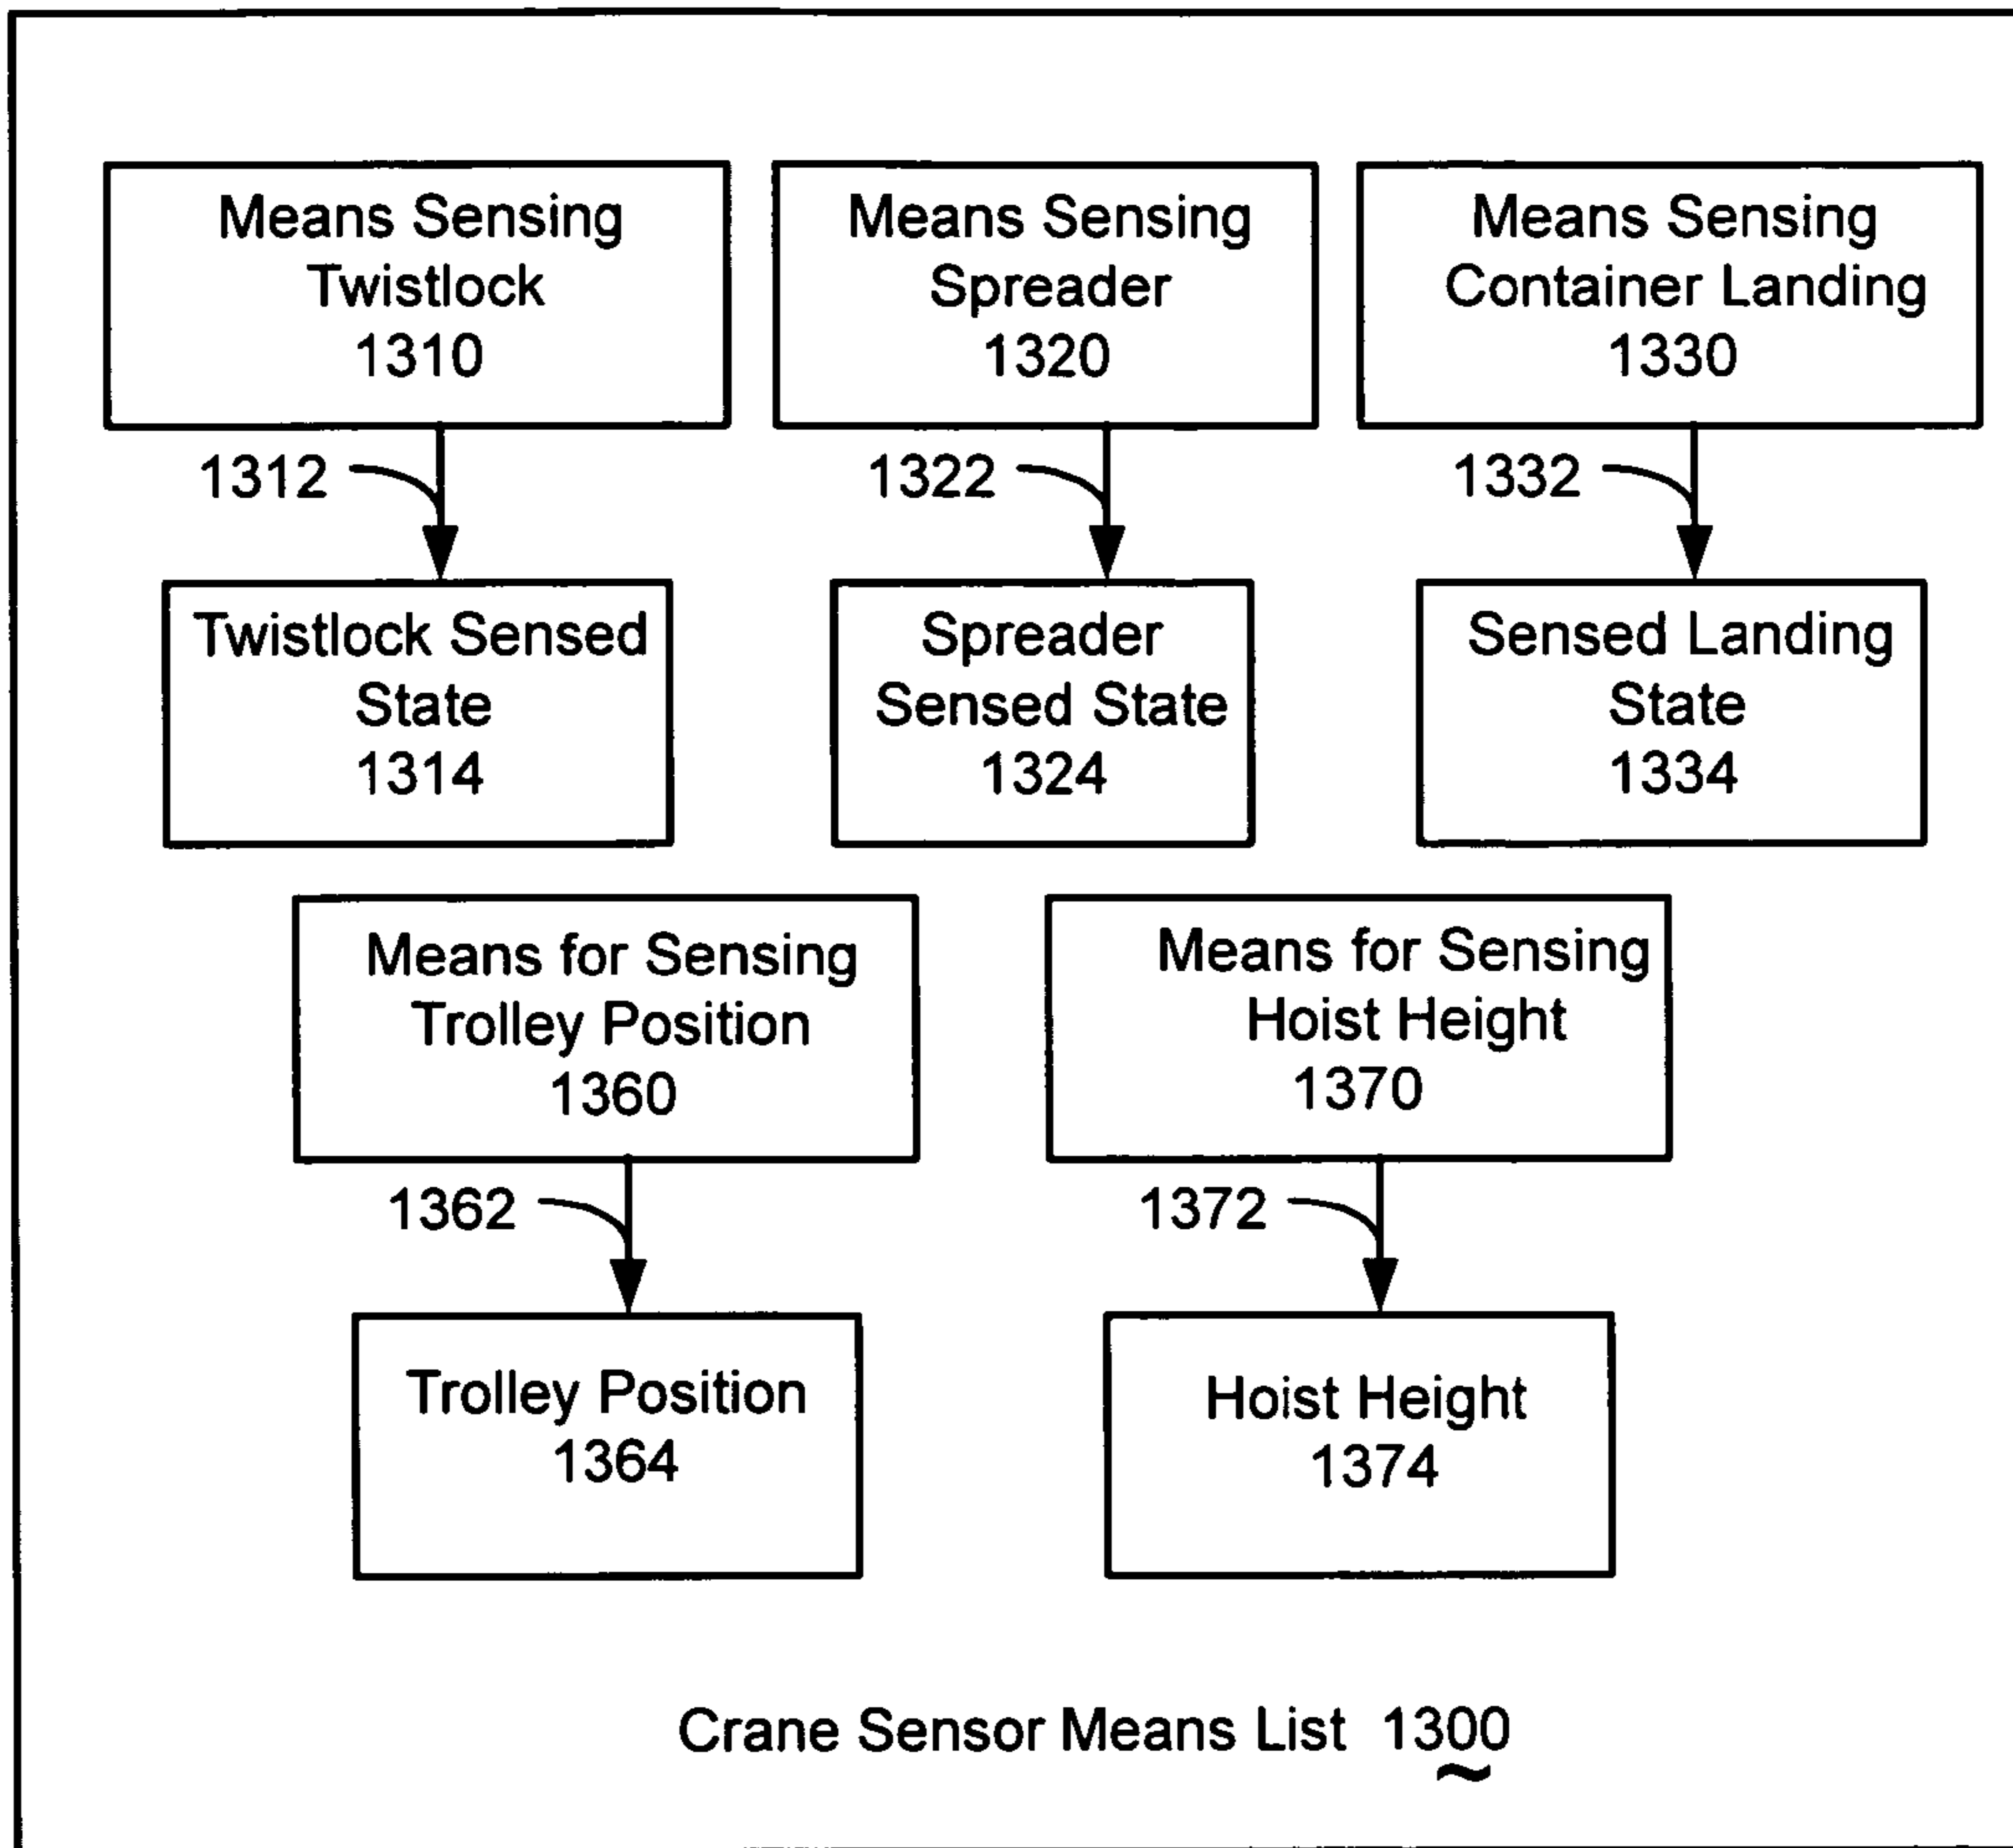 Means Sensing
Twistlock
1310
Means Sensing
Spreader
1320
Means Sensing
Container Landing
1330
1312
1322
1332
Twistlock Sensed
State
1314
Spreader
Sensed State
1324
Sensed Landing
State
1334
Means for Sensing
Trolley Position
1360
Means for Sensing
Hoist Height
1370
1362
1372
Trolley Position
1364
Hoist Height
1374
Crane Sensor Means List 1300